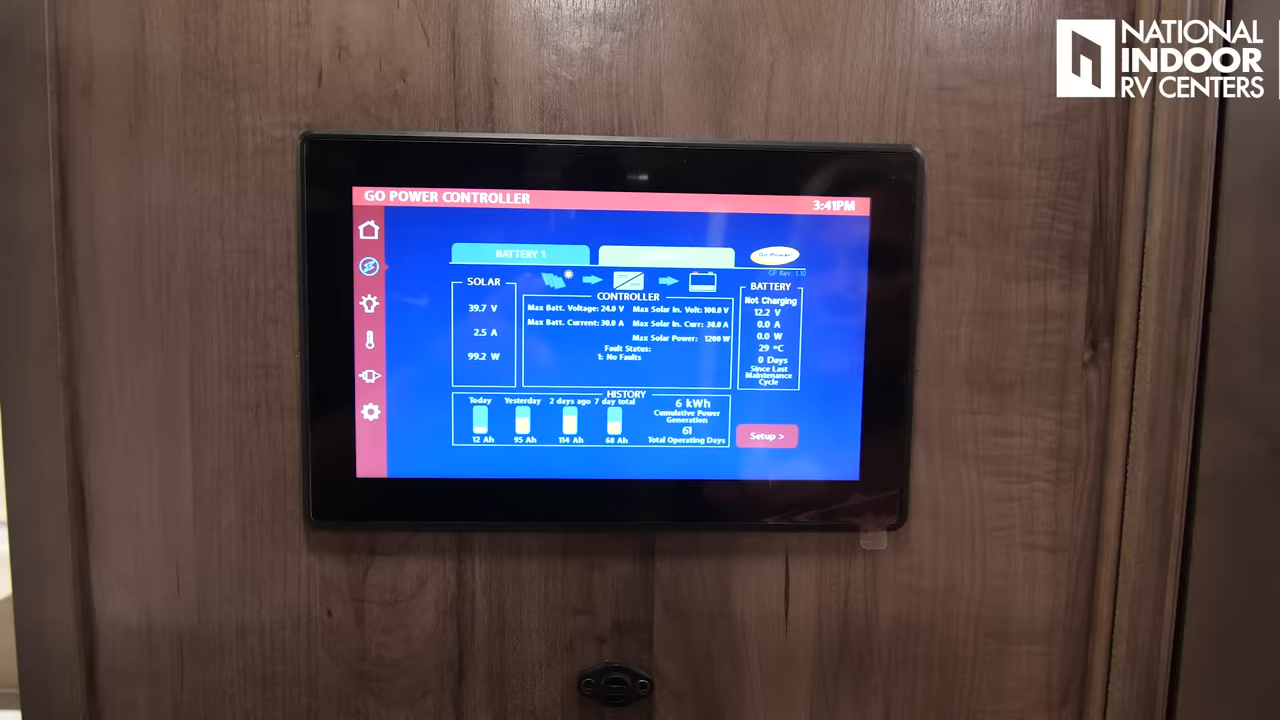 NATIONAL
INDOOR
RV CENTERS
GO POWER CONTROLLER
3:41PM
BATTERY 1
Go Power!
GP Rev. 1.10
SOLAR
39.7 V
2.5 A
99.2 W
CONTROLLER
Max Batt. Voltage: 24.0 V Max Solar In. Volt: 100.0 V
Max Batt. Current: 30.0 A Max Solar In. Curr: 30.0 A
Max Solar Power: 1200 W
Fault Status:
1: No Faults
BATTERY
Not Charging
12.2 V
0.0 A
0.0 W
29 °C
0 Days
Since Last
Maintenance
Cycle
HISTORY
Today Yesterday 2 days ago 7 day total
12 Ah 95 Ah 114 Ah 68 Ah
6 kWh
Cumulative Power
Generation
61
Total Operating Days
Setup >